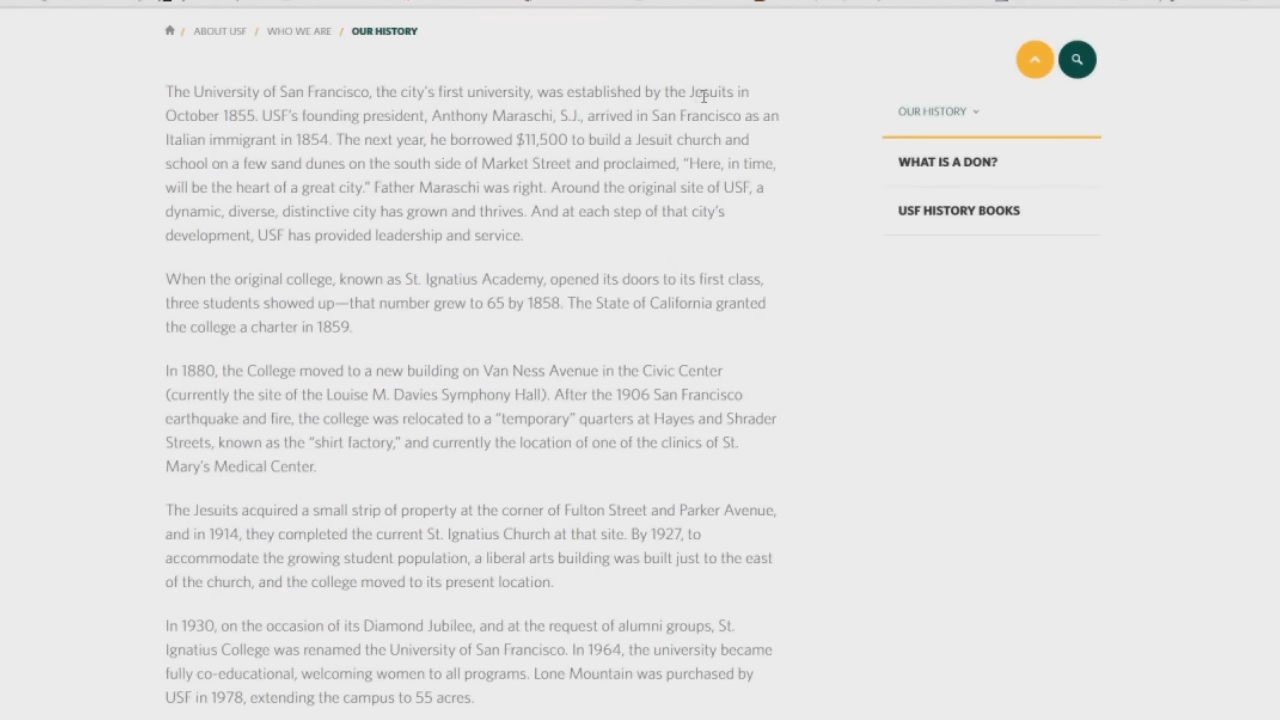 / ABOUT USF / WHO WE ARE / OUR HISTORY
The University of San Francisco, the city's first university, was established by the Jesuits in
October 1855. USF's founding president, Anthony Maraschi, S.J., arrived in San Francisco as an
Italian immigrant in 1854. The next year, he borrowed $11,500 to build a Jesuit church and
school on a few sand dunes on the south side of Market Street and proclaimed, “Here, in time,
will be the heart of a great city.” Father Maraschi was right. Around the original site of USF, a
dynamic, diverse, distinctive city has grown and thrives. And at each step of that city's
development, USF has provided leadership and service.
When the original college, known as St. Ignatius Academy, opened its doors to its first class,
three students showed up—that number grew to 65 by 1858. The State of California granted
the college a charter in 1859.
In 1880, the College moved to a new building on Van Ness Avenue in the Civic Center
(currently the site of the Louise M. Davies Symphony Hall). After the 1906 San Francisco
earthquake and fire, the college was relocated to a “temporary” quarters at Hayes and Shrader
Streets, known as the “shirt factory,” and currently the location of one of the clinics of St.
Mary's Medical Center.
The Jesuits acquired a small strip of property at the corner of Fulton Street and Parker Avenue,
and in 1914, they completed the current St. Ignatius Church at that site. By 1927, to
accommodate the growing student population, a liberal arts building was built just to the east
of the church, and the college moved to its present location.
In 1930, on the occasion of its Diamond Jubilee, and at the request of alumni groups, St.
Ignatius College was renamed the University of San Francisco. In 1964, the university became
fully co-educational, welcoming women to all programs. Lone Mountain was purchased by
USF in 1978, extending the campus to 55 acres.
OUR HISTORY
WHAT IS A DON?
USF HISTORY BOOKS